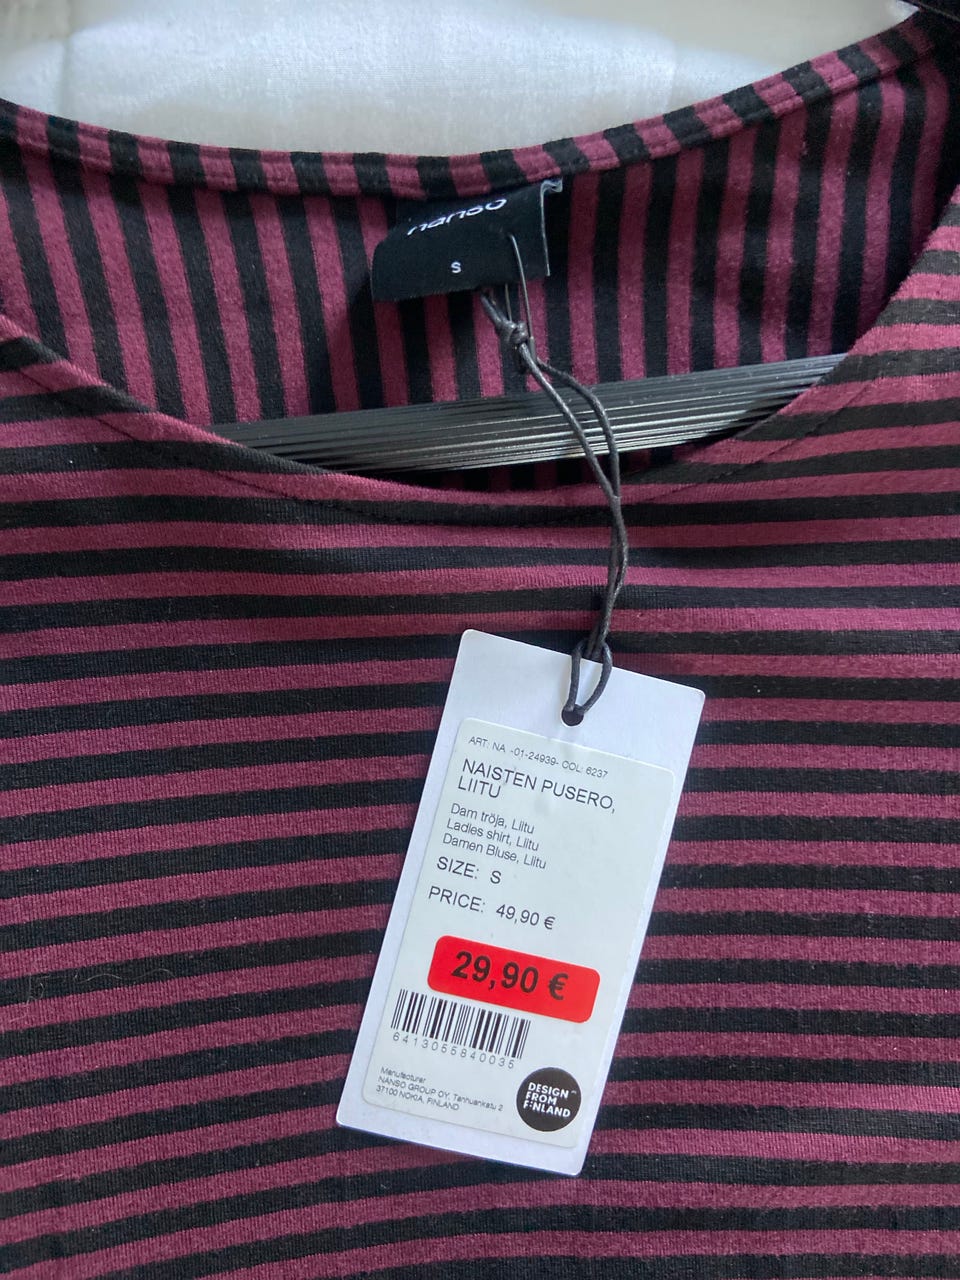 nanso
S
ART: NA -01-24939- COL: 6237
NAISTEN PUSERO,
LIITU
Dam tröja, Liitu
Ladies shirt, Liitu
Damen Bluse, Liitu
SIZE: S
PRICE: 49,90 €
29,90 €
6413055840035
Manufacturer
NANSO GROUP OY, Tanhuankatu 2
37100 NOKIA, FINLAND
DESIGN
FROM
FINLAND